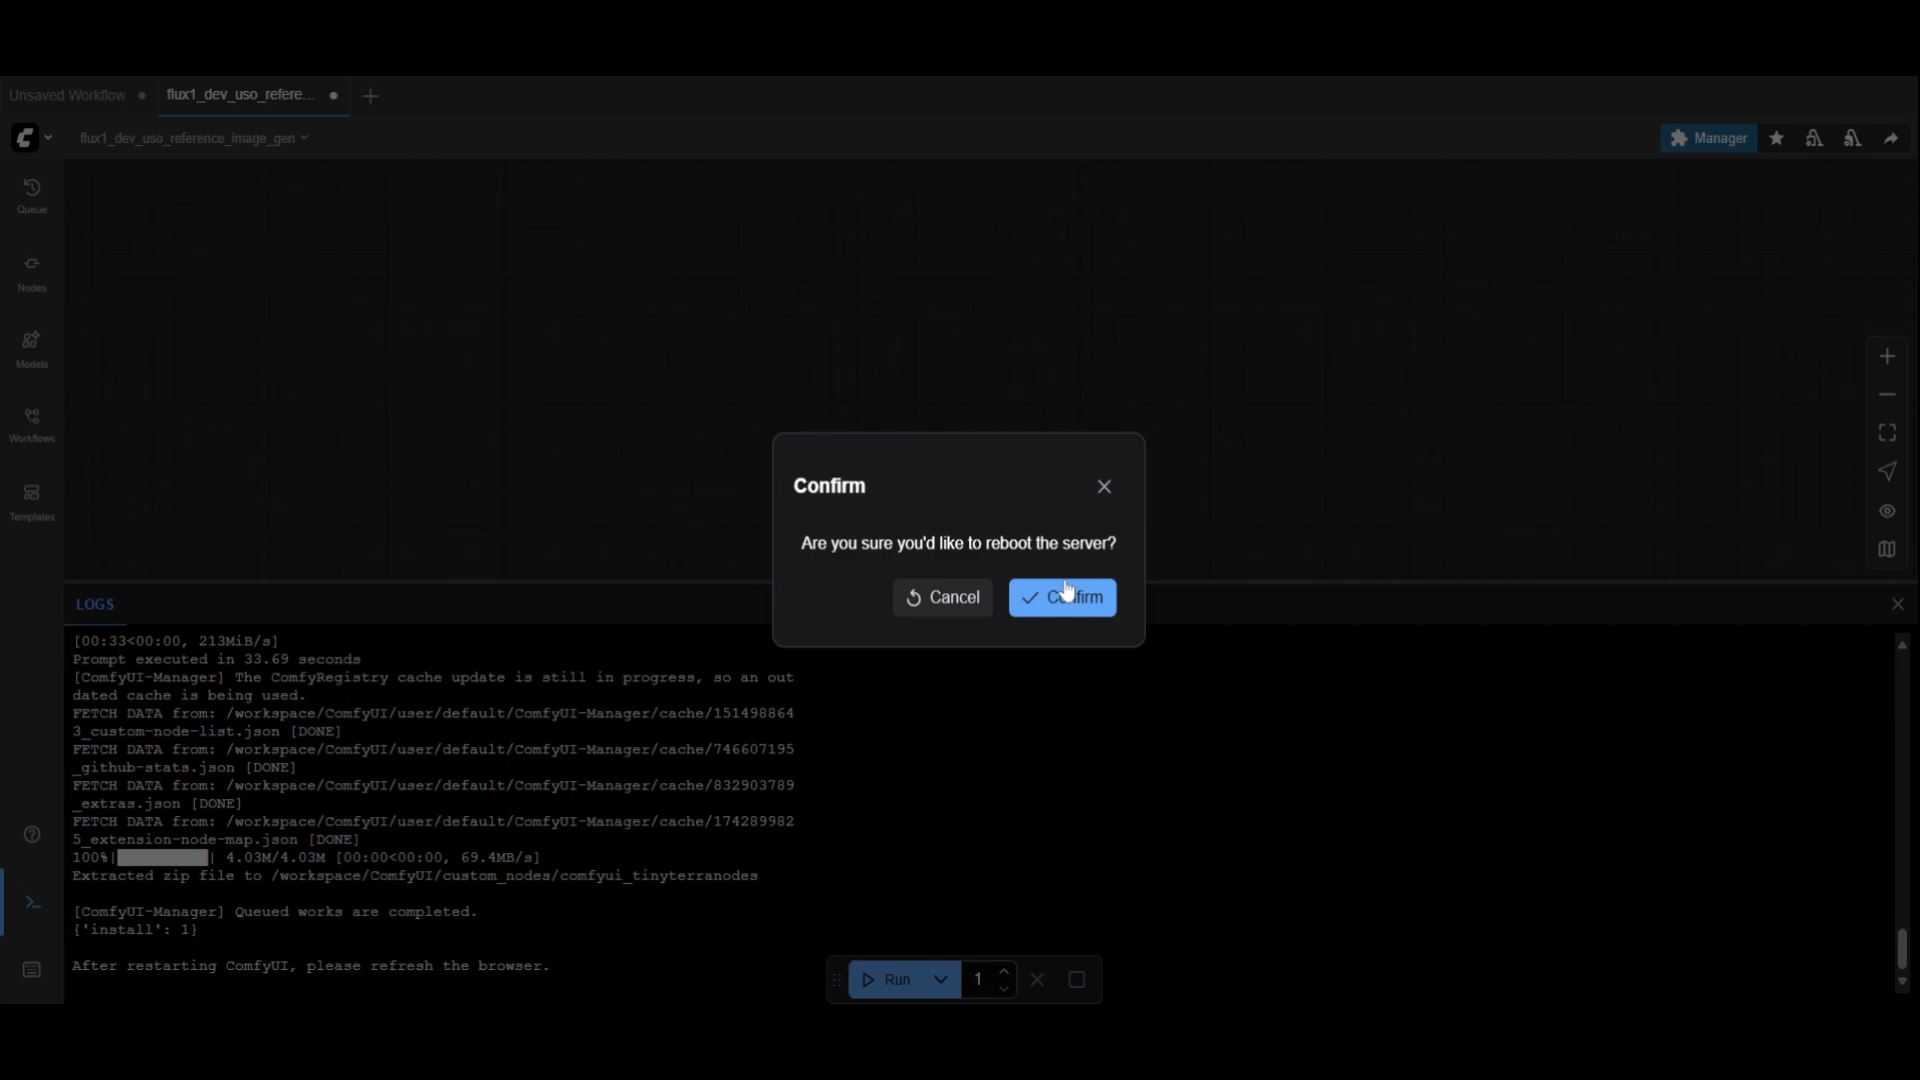 Unsaved Workflow
flux1_dev_uso_refere...
flux1_dev_uso_reference_image_gen
Manager
Queue
Nodes
Models
Workflows
Templates
Confirm
Are you sure you'd like to reboot the server?
Cancel
Confirm
LOGS
[00:33<00:00, 213MiB/s]
Prompt executed in 33.69 seconds
[ComfyUI-Manager] The ComfyRegistry cache update is still in progress, so an out
dated cache is being used.
FETCH DATA from: /workspace/ComfyUI/user/default/ComfyUI-Manager/cache/151498864
3_custom-node-list.json [DONE]
FETCH DATA from: /workspace/ComfyUI/user/default/ComfyUI-Manager/cache/746607195
_github-stats.json [DONE]
FETCH DATA from: /workspace/ComfyUI/user/default/ComfyUI-Manager/cache/832903789
_extras.json [DONE]
FETCH DATA from: /workspace/ComfyUI/user/default/ComfyUI-Manager/cache/174289982
5_extension-node-map.json [DONE]
100%|██████████| 4.03M/4.03M [00:00<00:00, 69.4MB/s]
Extracted zip file to /workspace/ComfyUI/custom_nodes/comfyui_tinyterranodes
[ComfyUI-Manager] Queued works are completed.
{'install': 1}
After restarting ComfyUI, please refresh the browser.
Run
1